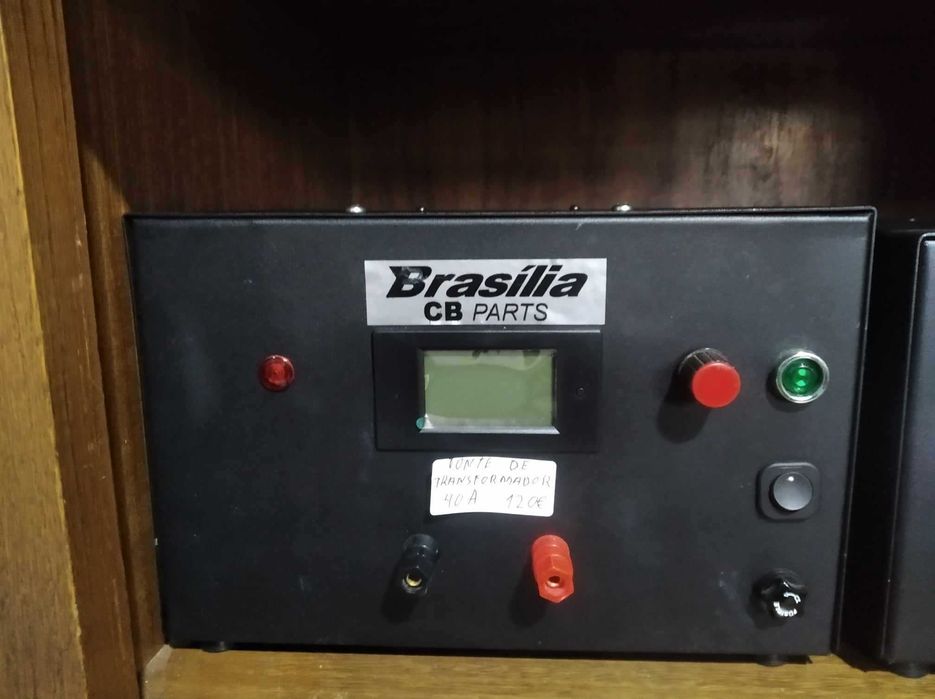 Brasília
CB PARTS
FONTE DE
TRANSFORMADOR
40A 120€